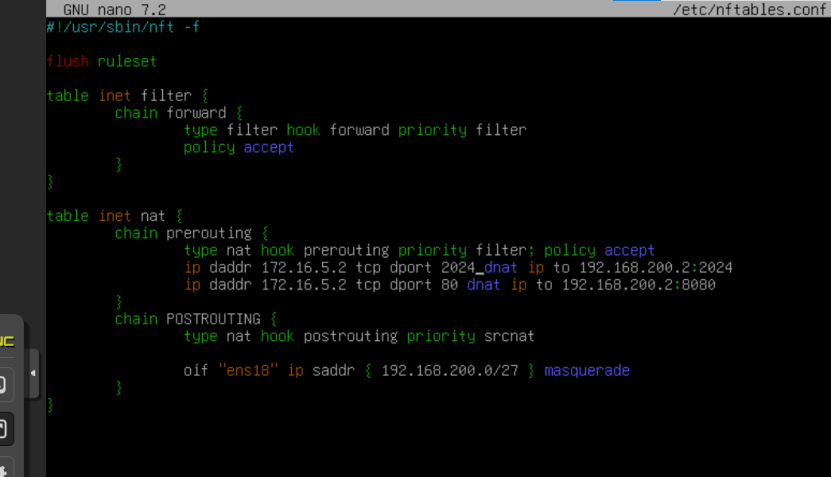 GNU nano 7.2 /etc/nftables.conf
#!/usr/sbin/nft -f
flush ruleset
table inet filter {
chain forward {
type filter hook forward priority filter
policy accept
}
}
table inet nat {
chain prerouting {
type nat hook prerouting priority filter; policy accept
ip daddr 172.16.5.2 tcp dport 2024 dnat ip to 192.168.200.2:2024
ip daddr 172.16.5.2 tcp dport 80 dnat ip to 192.168.200.2:8080
}
chain POSTROUTING {
type nat hook postrouting priority srcnat
oif "ens18" ip saddr { 192.168.200.0/27 } masquerade
}
}